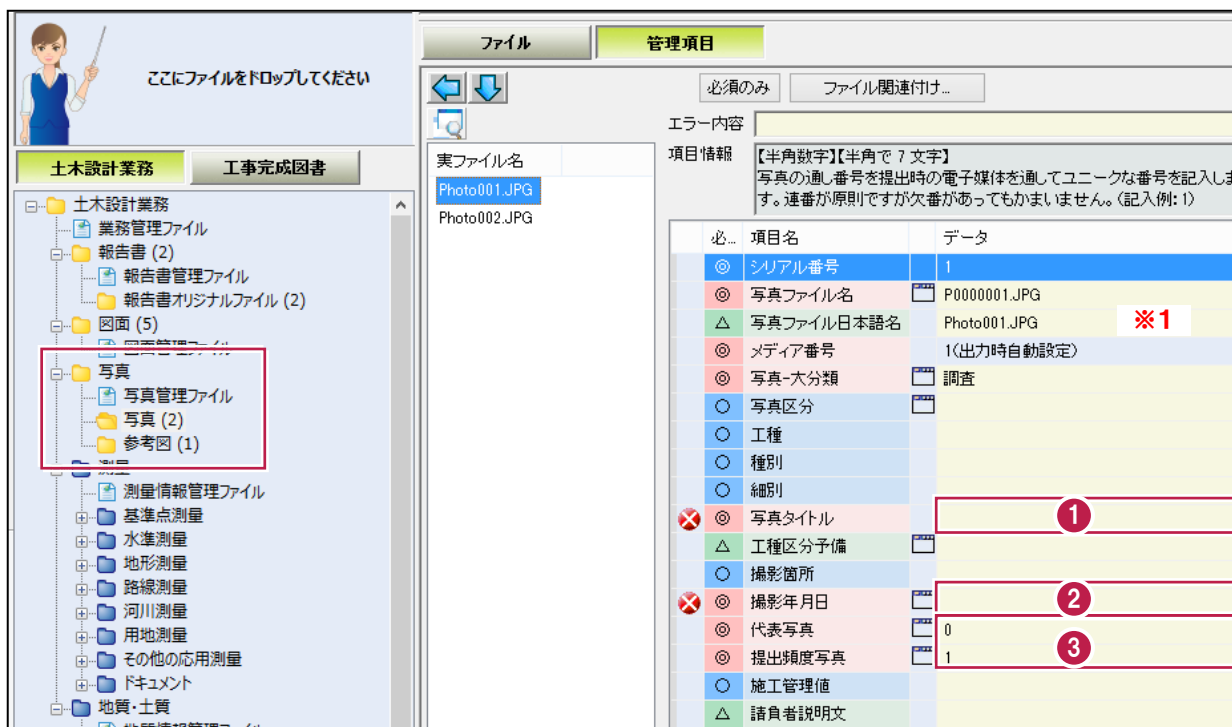 ここにファイルをドロップしてください
土木設計業務
工事完成図書
土木設計業務
業務管理ファイル
報告書 (2)
報告書管理ファイル
報告書オリジナルファイル (2)
図面 (5)
図面管理ファイル
写真
写真管理ファイル
写真 (2)
参考図 (1)
測量
測量情報管理ファイル
基準点測量
水準測量
地形測量
路線測量
河川測量
用地測量
その他の応用測量
ドキュメント
地質・土質
ファイル
管理項目
実ファイル名
Photo001.JPG
Photo002.JPG
必須のみ
ファイル関連付け...
エラー内容
項目情報
【半角数字】【半角で 7 文字】
写真の通し番号を提出時の電子媒体を通してユニークな番号を記入しま
す。連番が原則ですが欠番があってもかまいません。(記入例：1)
必... 項目名 データ
◎ シリアル番号 1
◎ 写真ファイル名 P0000001.JPG
△ 写真ファイル日本語名 Photo001.JPG ※1
◎ メディア番号 1(出力時自動設定)
◎ 写真-大分類 調査
○ 写真区分
○ 工種
○ 種別
○ 細別
◎ 写真タイトル 1
△ 工種区分予備
○ 撮影箇所
◎ 撮影年月日 2
◎ 代表写真 0
3
◎ 提出頻度写真 1
○ 施工管理値
△ 請負者説明文